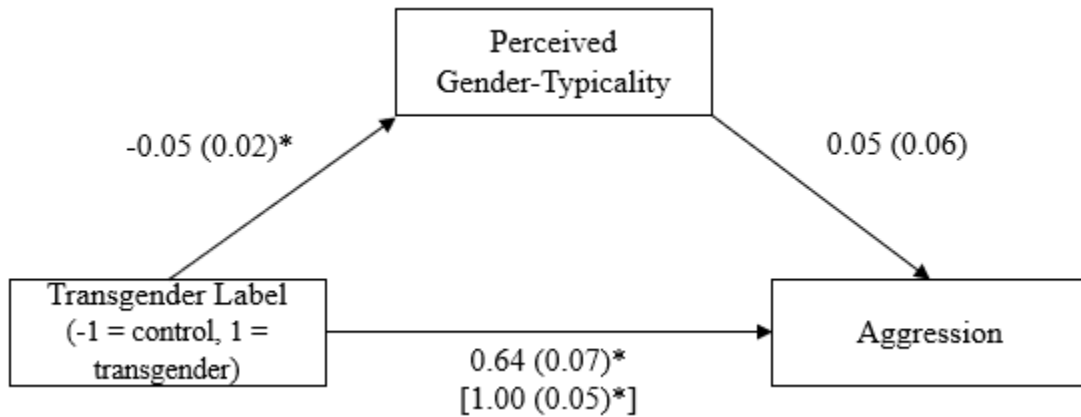 Perceived
Gender-Typicality
-0.05 (0.02)*
0.05 (0.06)
Transgender Label
(-1 = control, 1 =
transgender)
Aggression
0.64 (0.07)*
[1.00 (0.05)*]